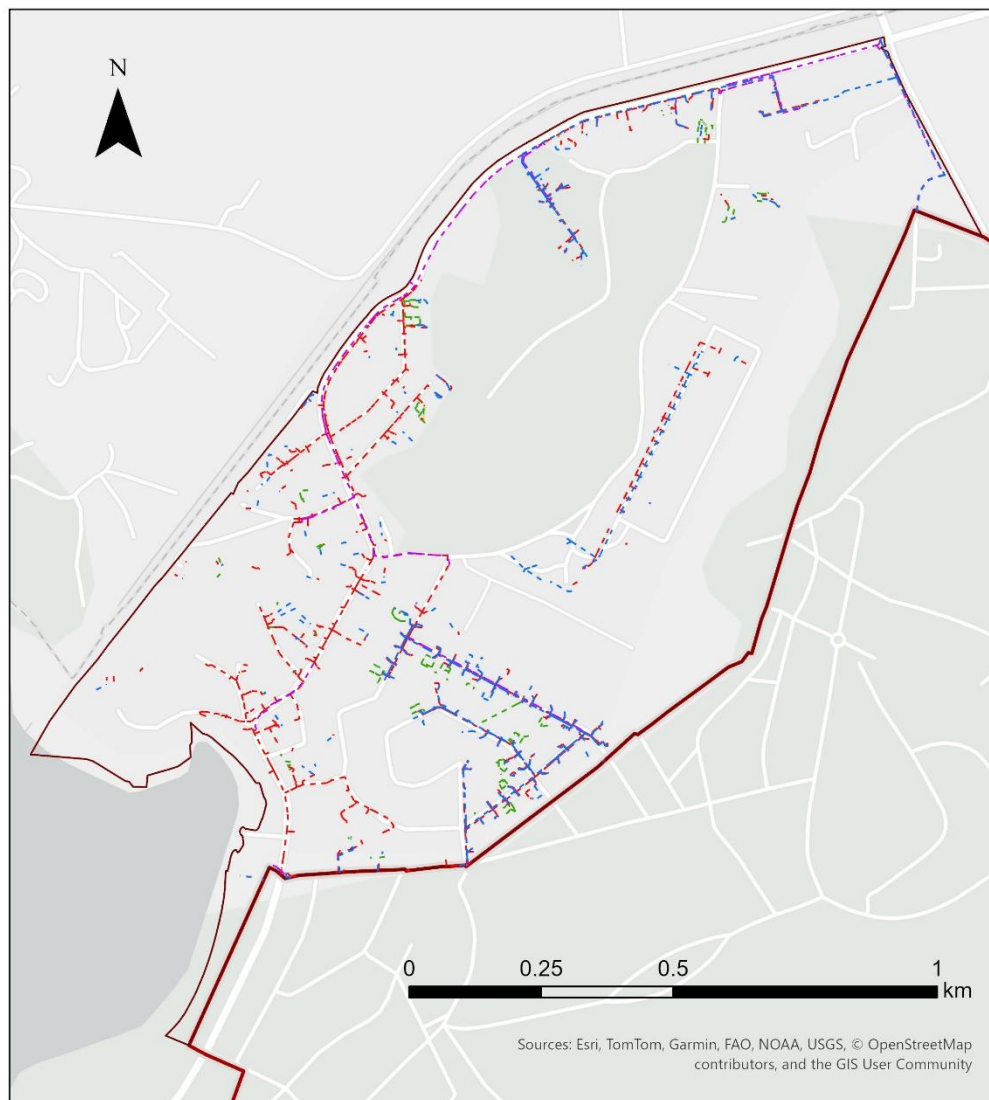 N
0 0.25 0.5 1
km
Sources: Esri, TomTom, Garmin, FAO, NOAA, USGS, © OpenStreetMap
contributors, and the GIS User Community